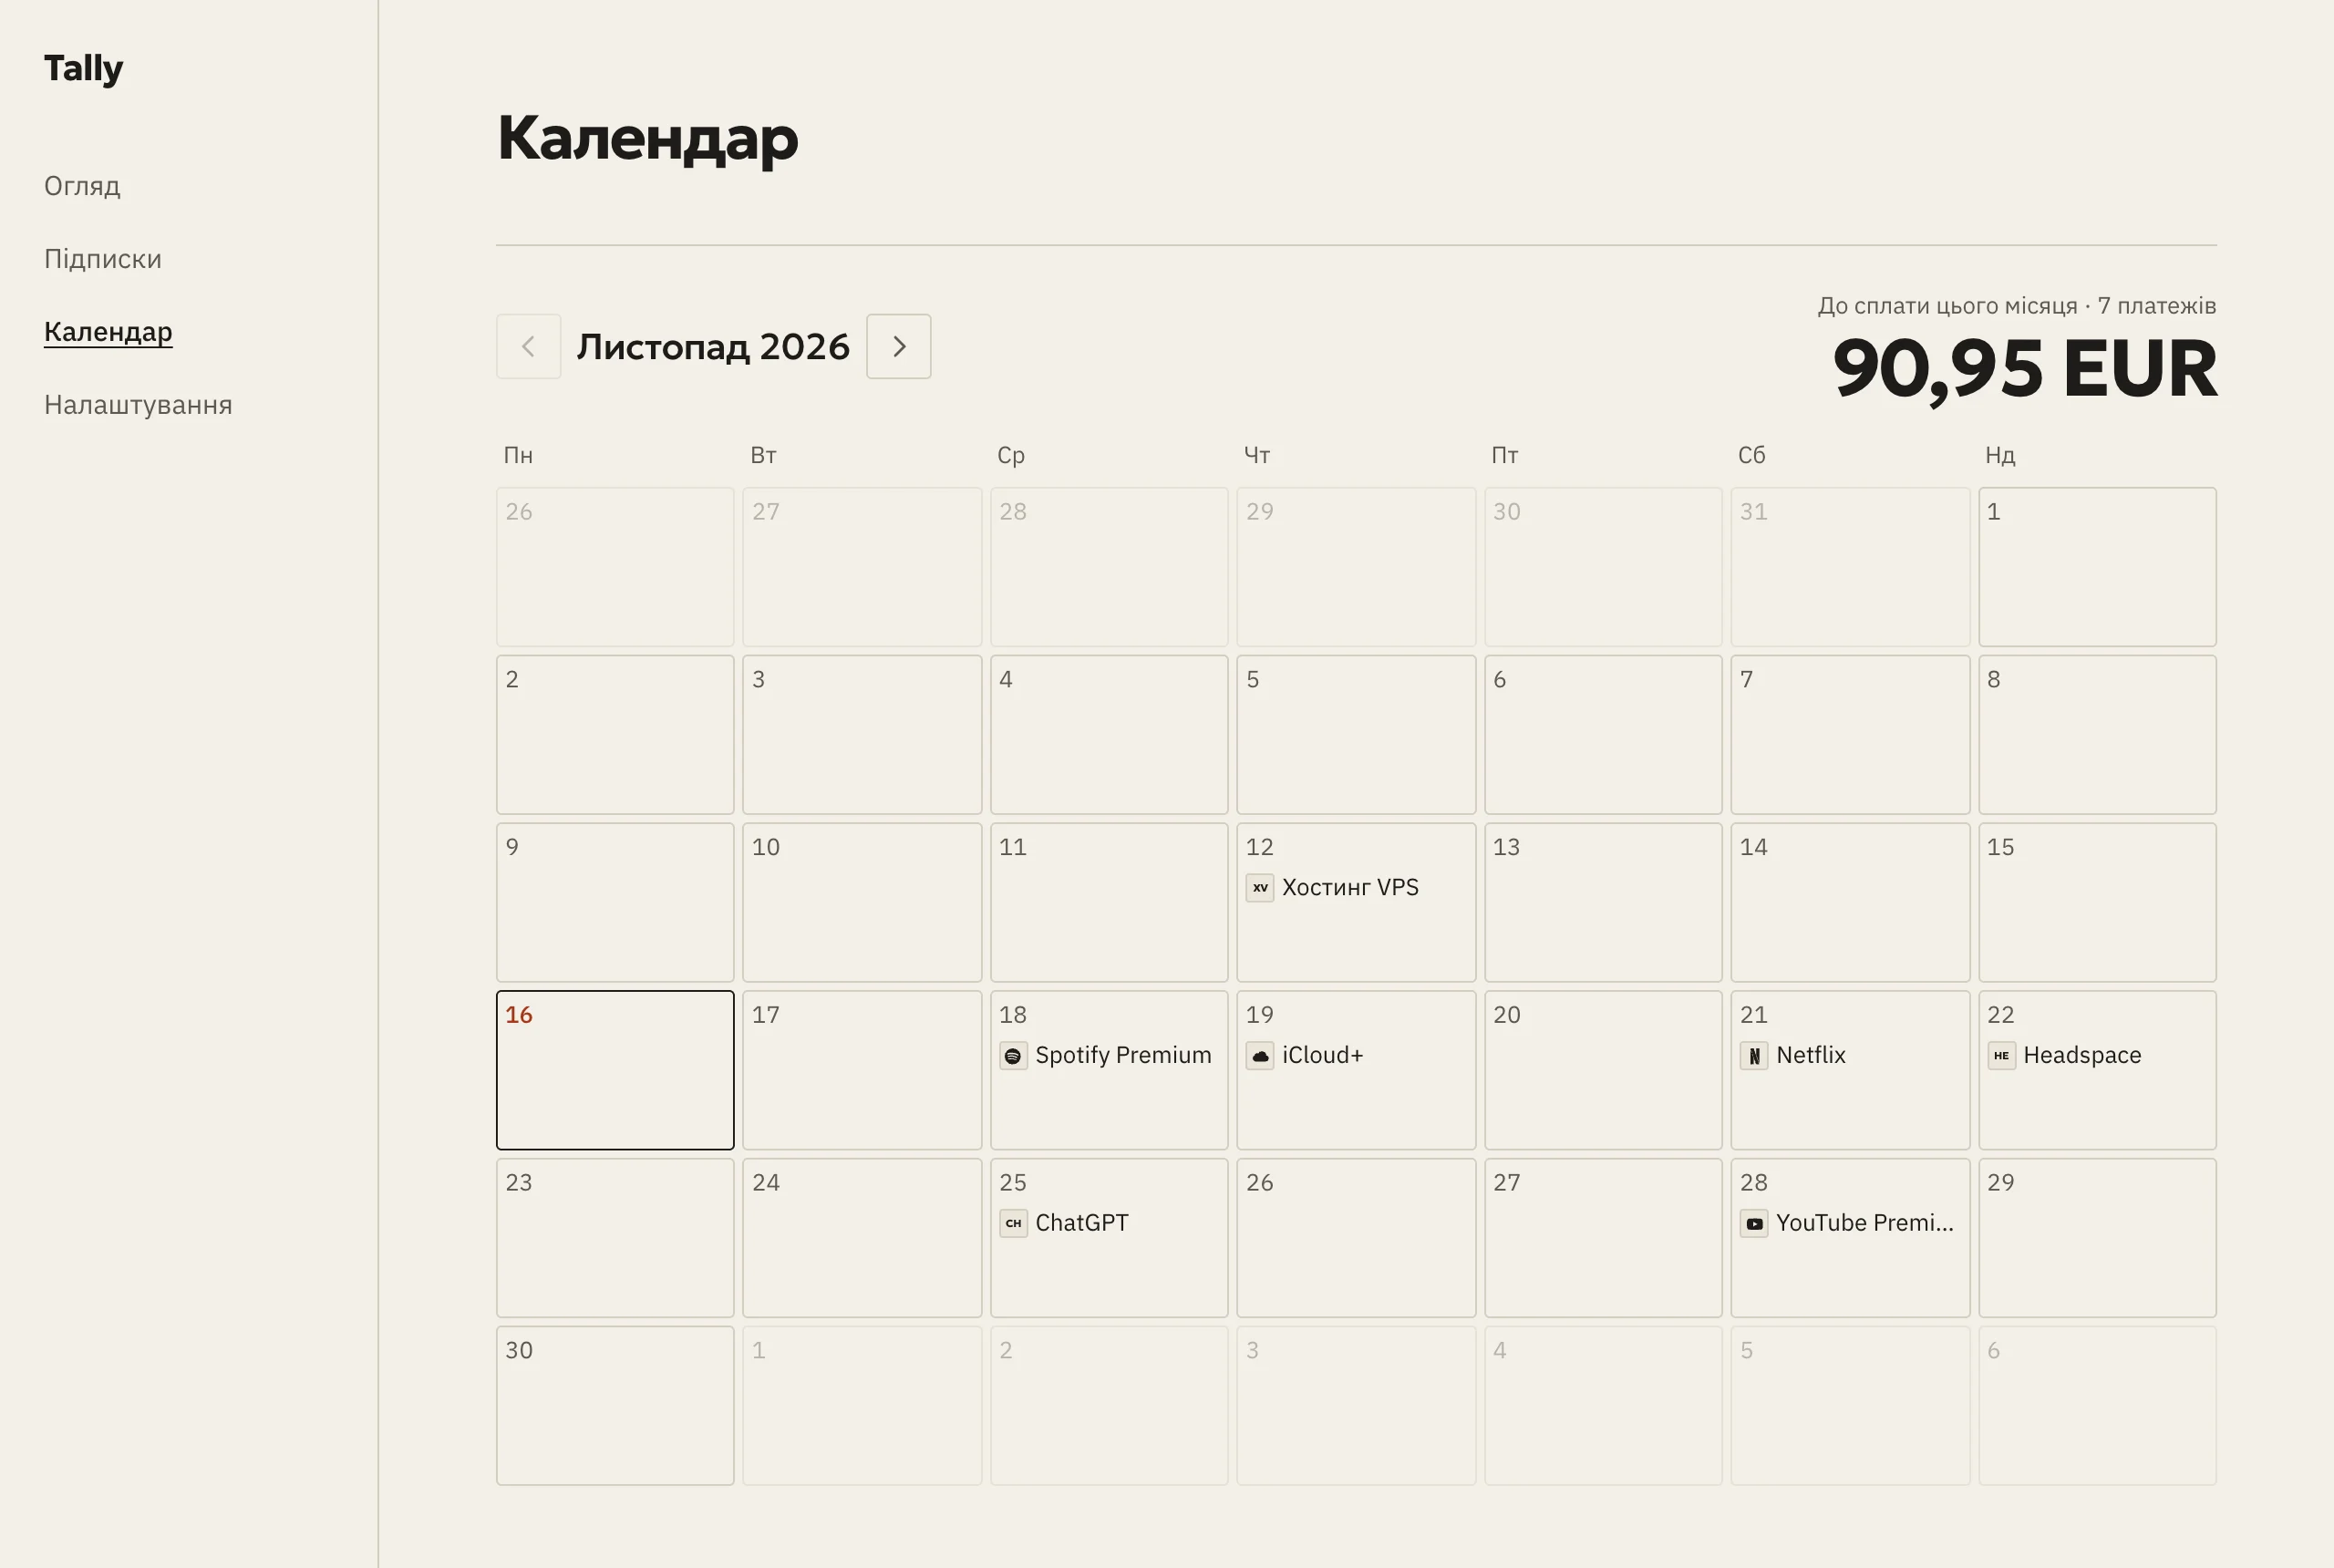 Tally
Огляд
Підписки
Календар
Налаштування
Календар
Листопад 2026
До сплати цього місяця · 7 платежів
90,95 EUR
Пн Вт Ср Чт Пт Сб Нд
26 27 28 29 30 31 1
2 3 4 5 6 7 8
9 10 11 12 13 14 15
XV Хостинг VPS
16 17 18 19 20 21 22
Spotify Premium iCloud+ N Netflix HE Headspace
23 24 25 26 27 28 29
CH ChatGPT YouTube Premi...
30 1 2 3 4 5 6